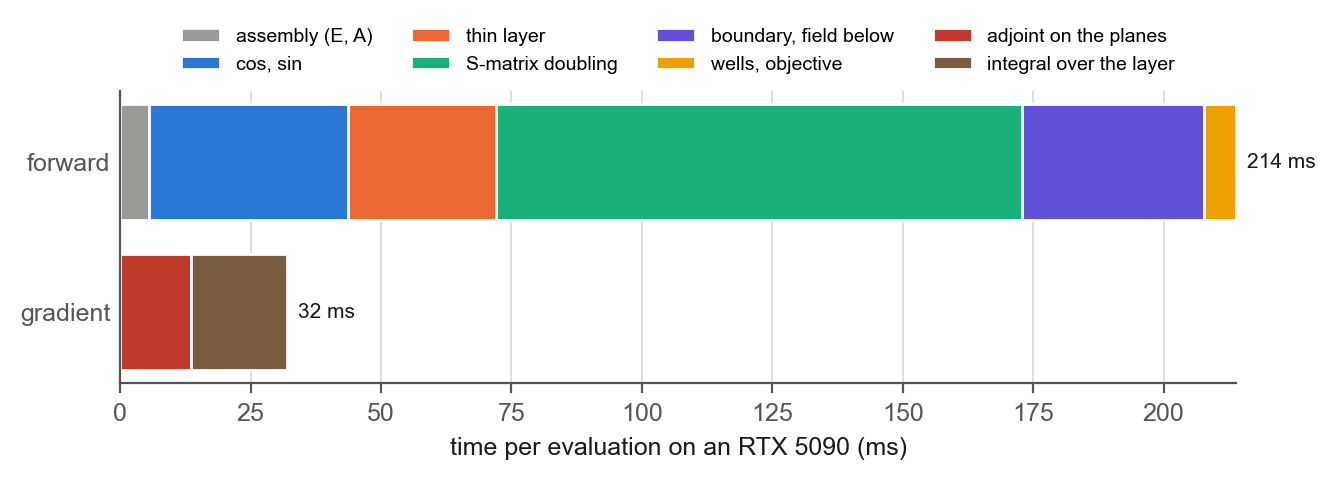 assembly (E, A)
thin layer
boundary, field below
adjoint on the planes
cos, sin
S-matrix doubling
wells, objective
integral over the layer
forward
214 ms
gradient
32 ms
0 25 50 75 100 125 150 175 200
time per evaluation on an RTX 5090 (ms)